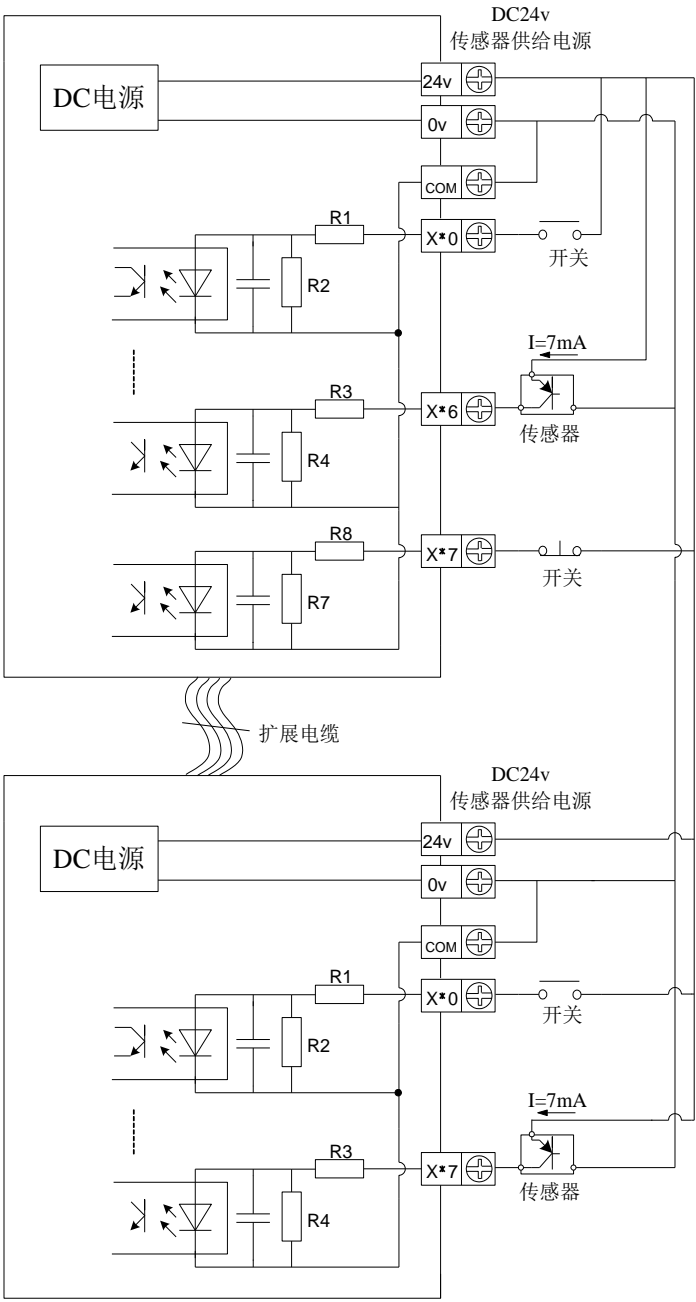 DC24v
传感器供给电源
DC电源
24v
0v
COM
R1
X*0
R2
开关
I=7mA
R3
X*6
R4
传感器
R8
X*7
R7
开关
扩展电缆
DC24v
传感器供给电源
DC电源
24v
0v
COM
R1
X*0
R2
开关
I=7mA
R3
X*7
R4
传感器